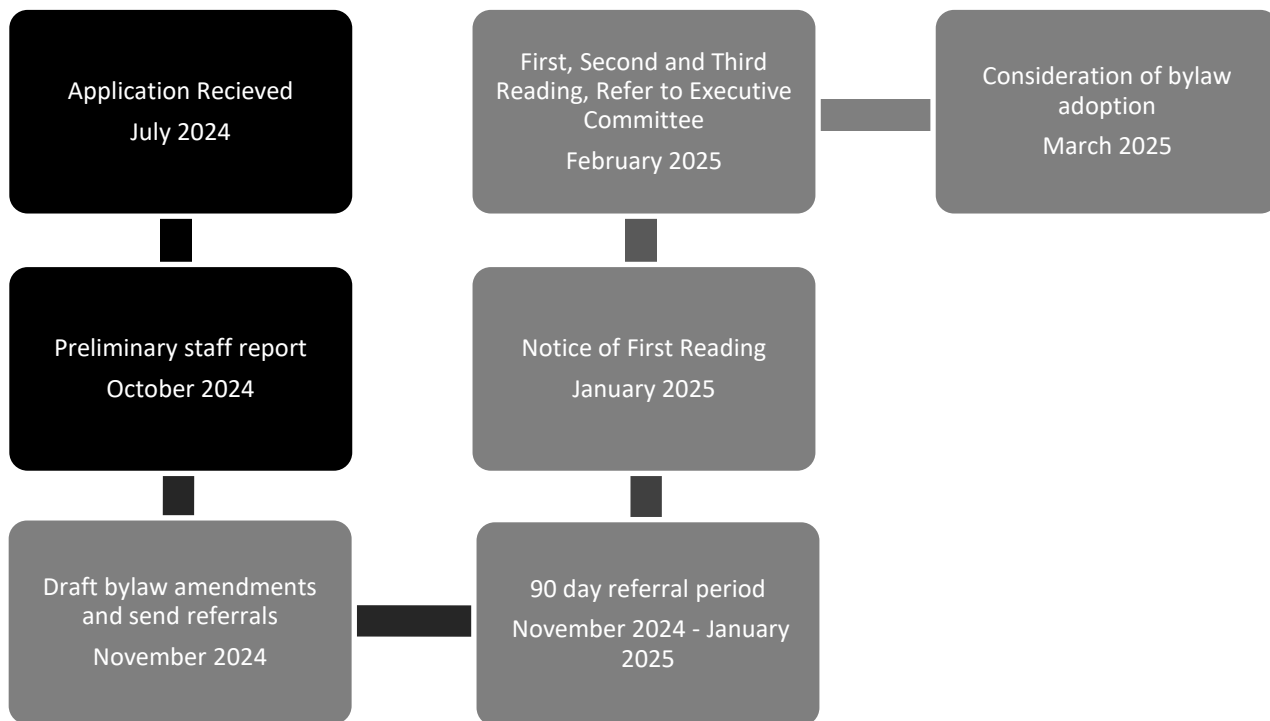 Application Recieved
July 2024
Preliminary staff report
October 2024
Draft bylaw amendments
and send referrals
November 2024
90 day referral period
November 2024 - January
2025
Notice of First Reading
January 2025
First, Second and Third
Reading, Refer to Executive
Committee
February 2025
Consideration of bylaw
adoption
March 2025